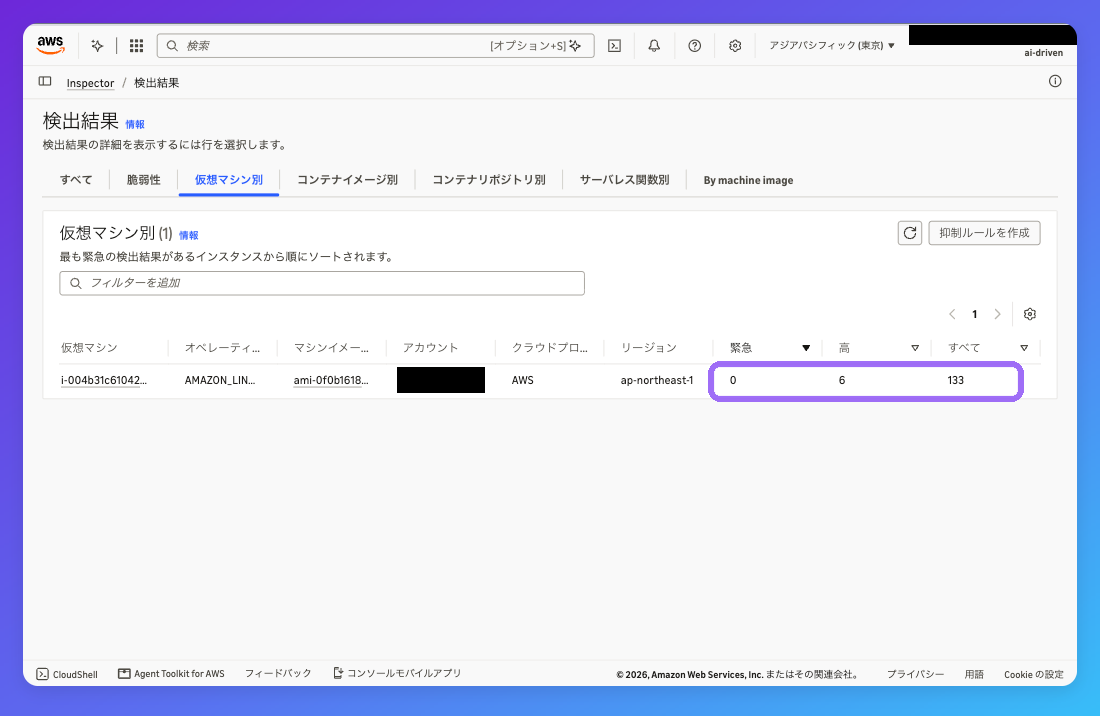 aws
検索 [オプション+S] アジアパシフィック (東京) ▼
ai-driven
Inspector / 検出結果
検出結果 情報
検出結果の詳細を表示するには行を選択します。
すべて 脆弱性 仮想マシン別 コンテナイメージ別 コンテナリポジトリ別 サーバレス関数別 By machine image
仮想マシン別 (1) 情報 抑制ルールを作成
最も緊急の検出結果があるインスタンスから順にソートされます。
フィルターを追加
1
仮想マシン オペレーティ... マシンイメー... アカウント クラウドプロ... リージョン 緊急 高 すべて
i-004b31c61042... AMAZON_LIN... ami-0f0b1618... AWS ap-northeast-1 0 6 133
CloudShell Agent Toolkit for AWS フィードバック コンソールモバイルアプリ © 2026, Amazon Web Services, Inc. またはその関連会社。 プライバシー 用語 Cookie の設定